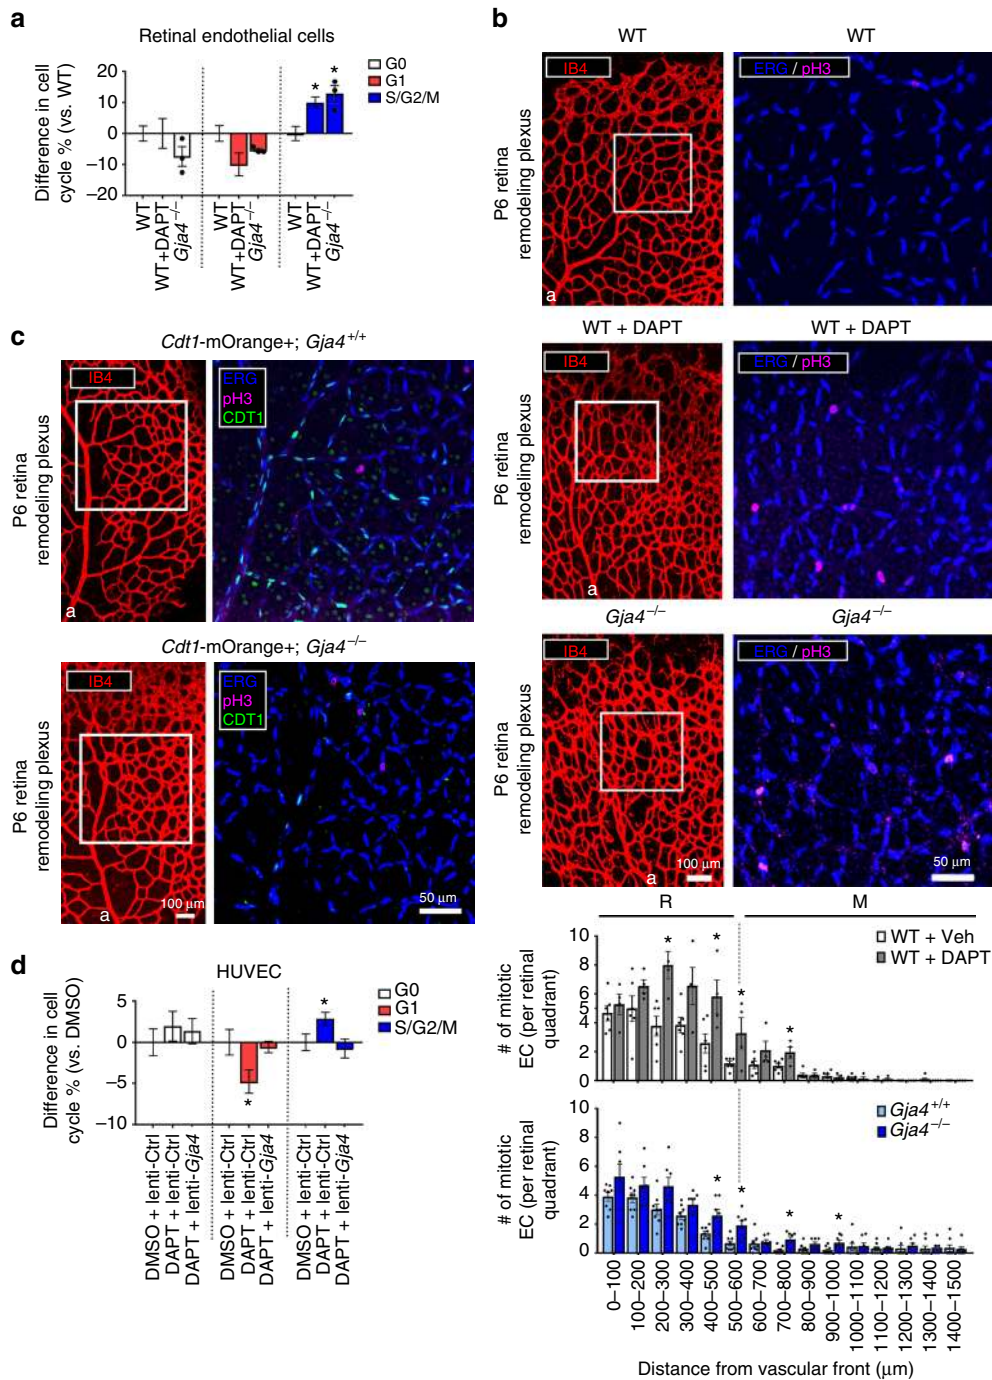 a
Retinal endothelial cells
Difference in cell
cycle % (vs. WT)
20
10
0
−10
−20
G0
G1
S/G2/M
*
*
WT
WT+DAPT
Gja4−/−
WT
WT+DAPT
Gja4−/−
WT
WT+DAPT
Gja4−/−
b
WT
WT
P6 retina
remodeling plexus
IB4
ERG / pH3
a
WT + DAPT
WT + DAPT
P6 retina
remodeling plexus
IB4
ERG / pH3
a
Gja4−/−
Gja4−/−
P6 retina
remodeling plexus
IB4
ERG / pH3
100 μm
a
50 μm
R
M
# of mitotic
EC (per retinal
quadrant)
10
8
6
4
2
0
WT + Veh
WT + DAPT
*
*
*
*
# of mitotic
EC (per retinal
quadrant)
10
8
6
4
2
0
Gja4+/+
Gja4−/−
*
*
*
*
0–100
100–200
200–300
300–400
400–500
500–600
600–700
700–800
800–900
900–1000
1000–1100
1100–1200
1200–1300
1300–1400
1400–1500
Distance from vascular front (μm)
c
Cdt1-mOrange+; Gja4+/+
P6 retina
remodeling plexus
IB4
a
ERG
pH3
CDT1
Cdt1-mOrange+; Gja4−/−
P6 retina
remodeling plexus
IB4
100 μm
a
ERG
pH3
CDT1
50 μm
d
HUVEC
Difference in cell
cycle % (vs. DMSO)
5
0
−5
−10
G0
G1
S/G2/M
*
*
DMSO + lenti-Ctrl
DAPT + lenti-Ctrl
DAPT + lenti-Gja4
DMSO + lenti-Ctrl
DAPT + lenti-Ctrl
DAPT + lenti-Gja4
DMSO + lenti-Ctrl
DAPT + lenti-Ctrl
DAPT + lenti-Gja4